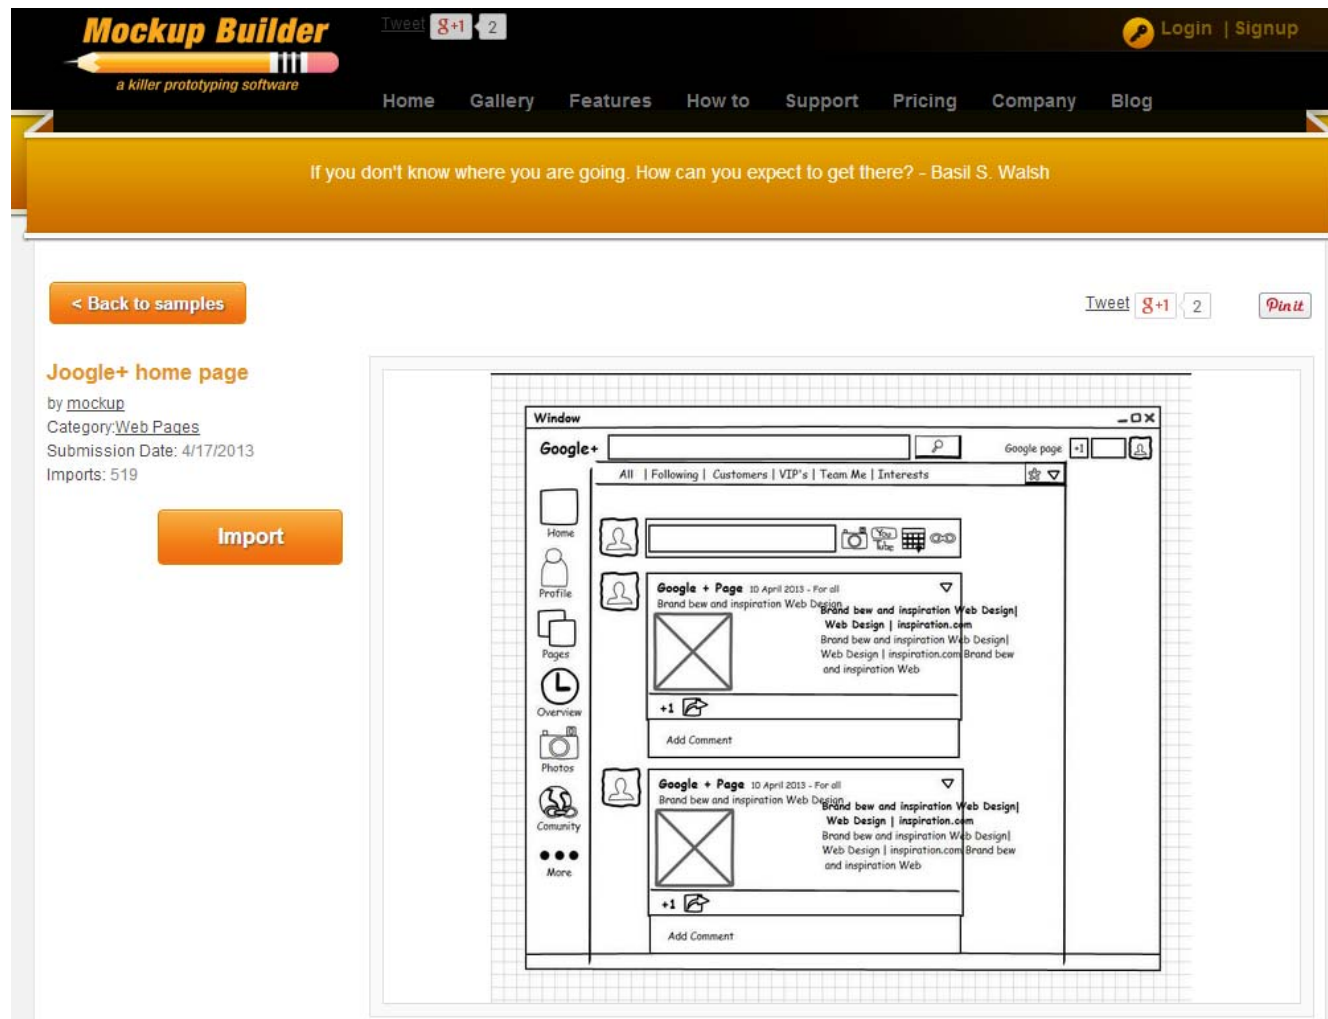 Mockup Builder
a killer prototyping software
Tweet g+1 2
Login | Signup
Home Gallery Features How to Support Pricing Company Blog
If you don't know where you are going. How can you expect to get there? - Basil S. Walsh
< Back to samples
Tweet g+1 2 Pin it
Joogle+ home page
by mockup
Category:Web Pages
Submission Date: 4/17/2013
Imports: 519
Import
Window
Google+
Google page +1
All | Following | Customers | VIP's | Team Me | Interests
Home
Profile
Pages
Overview
Photos
Comunity
More
You
Tube
Google + Page 10 April 2013 - For all
Brand bew and inspiration Web Design
Brand bew and inspiration Web Design|
Web Design | inspiration.com
Brand bew and inspiration Web Design|
Web Design | inspiration.com Brand bew
and inspiration Web
+1
Add Comment
Google + Page 10 April 2013 - For all
Brand bew and inspiration Web Design
Brand bew and inspiration Web Design|
Web Design | inspiration.com
Brand bew and inspiration Web Design|
Web Design | inspiration.com Brand bew
and inspiration Web
+1
Add Comment